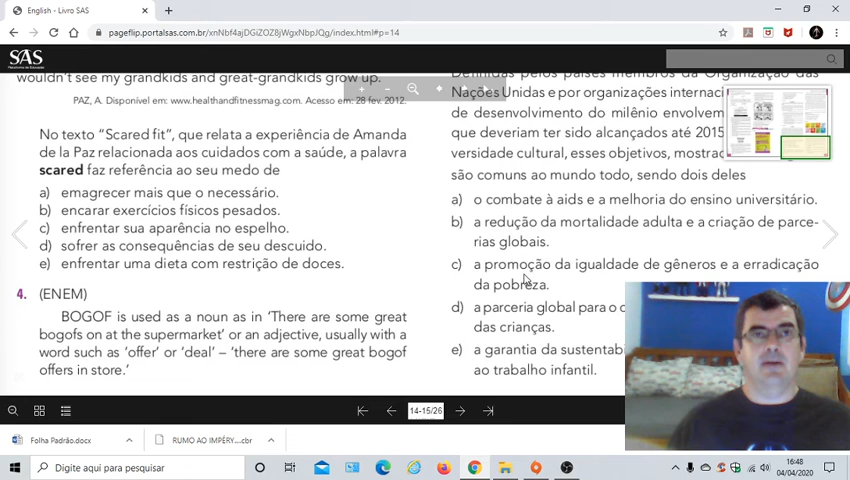 English - Livro SAS
pageflip.portalsas.com.br/xnNbf4ajDGiZOZ8jWgxNbpJQg/index.html#p=14
SAS
Plataforma de Educação
wouldn't see my grandkids and great-grandkids grow up.
PAZ, A. Disponível em: www.healthandfitnessmag.com. Acesso em: 28 fev. 2012.
No texto "Scared fit", que relata a experiência de Amanda
de la Paz relacionada aos cuidados com a saúde, a palavra
scared faz referência ao seu medo de
a) emagrecer mais que o necessário.
b) encarar exercícios físicos pesados.
c) enfrentar sua aparência no espelho.
d) sofrer as consequências de seu descuido.
e) enfrentar uma dieta com restrição de doces.
4. (ENEM)
BOGOF is used as a noun as in 'There are some great
bogofs on at the supermarket' or an adjective, usually with a
word such as 'offer' or 'deal' – 'there are some great bogof
offers in store.'
Definidas pelos países membros da Organização das
Nações Unidas e por organizações internaci
de desenvolvimento do milênio envolvem
que deveriam ter sido alcançados até 2015
versidade cultural, esses objetivos, mostrad
são comuns ao mundo todo, sendo dois deles
a) o combate à aids e a melhoria do ensino universitário.
b) a redução da mortalidade adulta e a criação de parce-
rias globais.
c) a promoção da igualdade de gêneros e a erradicação
da pobreza.
d) a parceria global para o d
das crianças.
e) a garantia da sustentabi
ao trabalho infantil.
14-15/26
Folha Padrão.docx
RUMO AO IMPÉRY....cbr
Digite aqui para pesquisar
16:48
04/04/2020